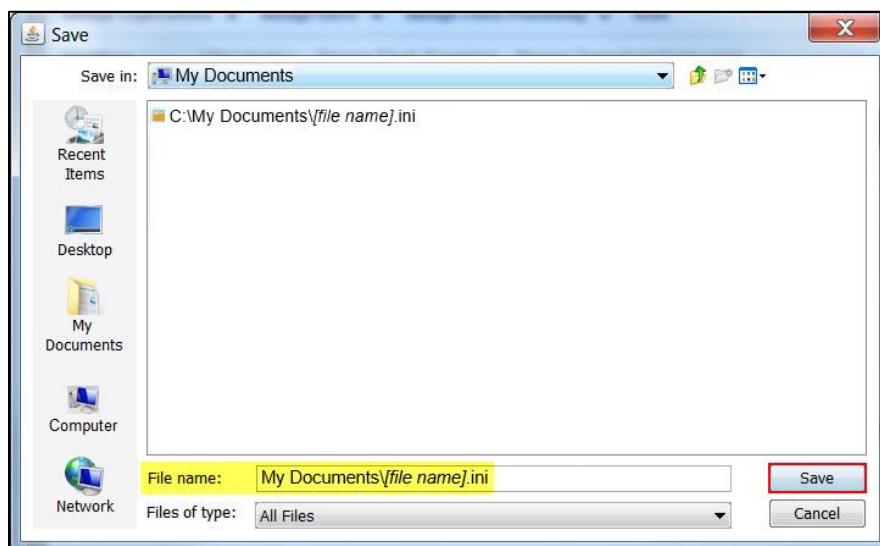 Save
X
Save in: My Documents
C:\My Documents\[file name].ini
Recent
Items
Desktop
My
Documents
Computer
Network
File name: My Documents\[file name].ini
Save
Files of type: All Files
Cancel